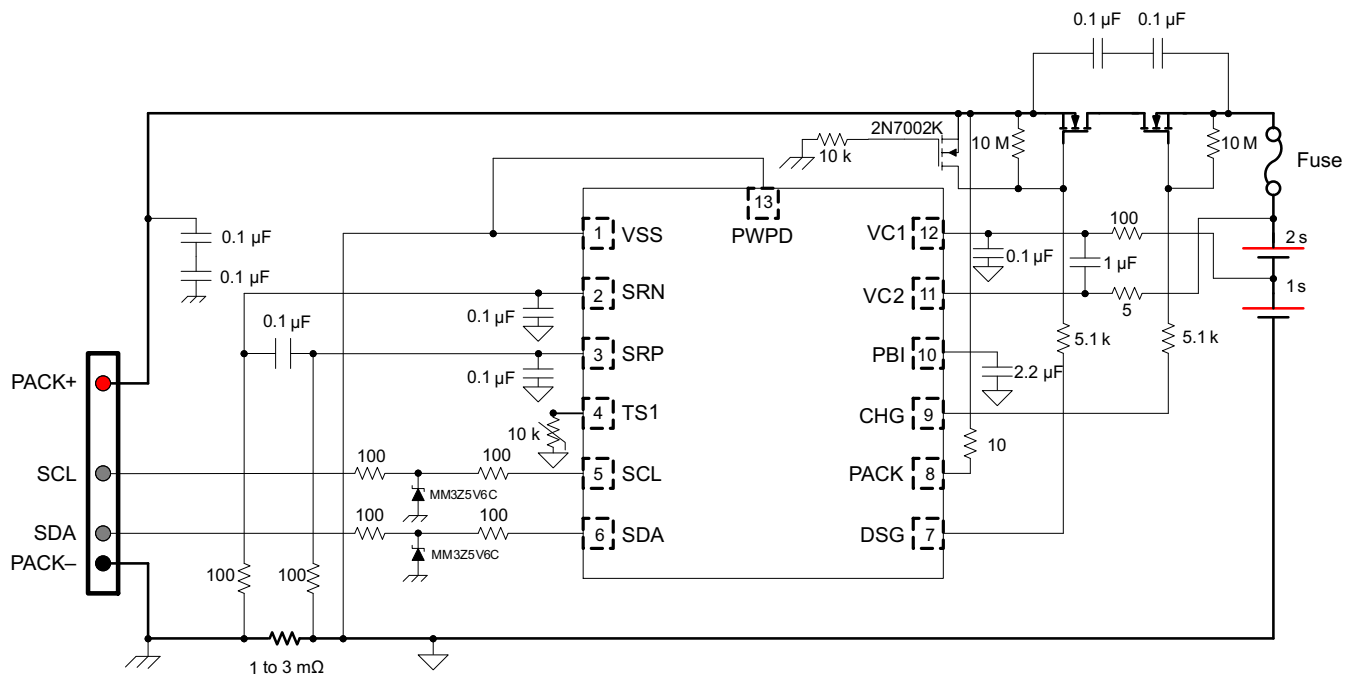 0.1 µF 0.1 µF
2N7002K
10 k
10 M
10 M
Fuse
13
PWPD
0.1 µF
0.1 µF
1 VSS
VC1 12
100
2 s
0.1 µF
1 µF
2 SRN
VC2 11
5
1 s
0.1 µF
0.1 µF
5.1 k
5.1 k
3 SRP
PBI 10
0.1 µF
2.2 µF
PACK+
4 TS1
CHG 9
10 k
10
SCL
100
100
5 SCL
PACK 8
MM3Z5V6C
SDA
100
100
6 SDA
DSG 7
PACK–
MM3Z5V6C
100
100
1 to 3 mΩ